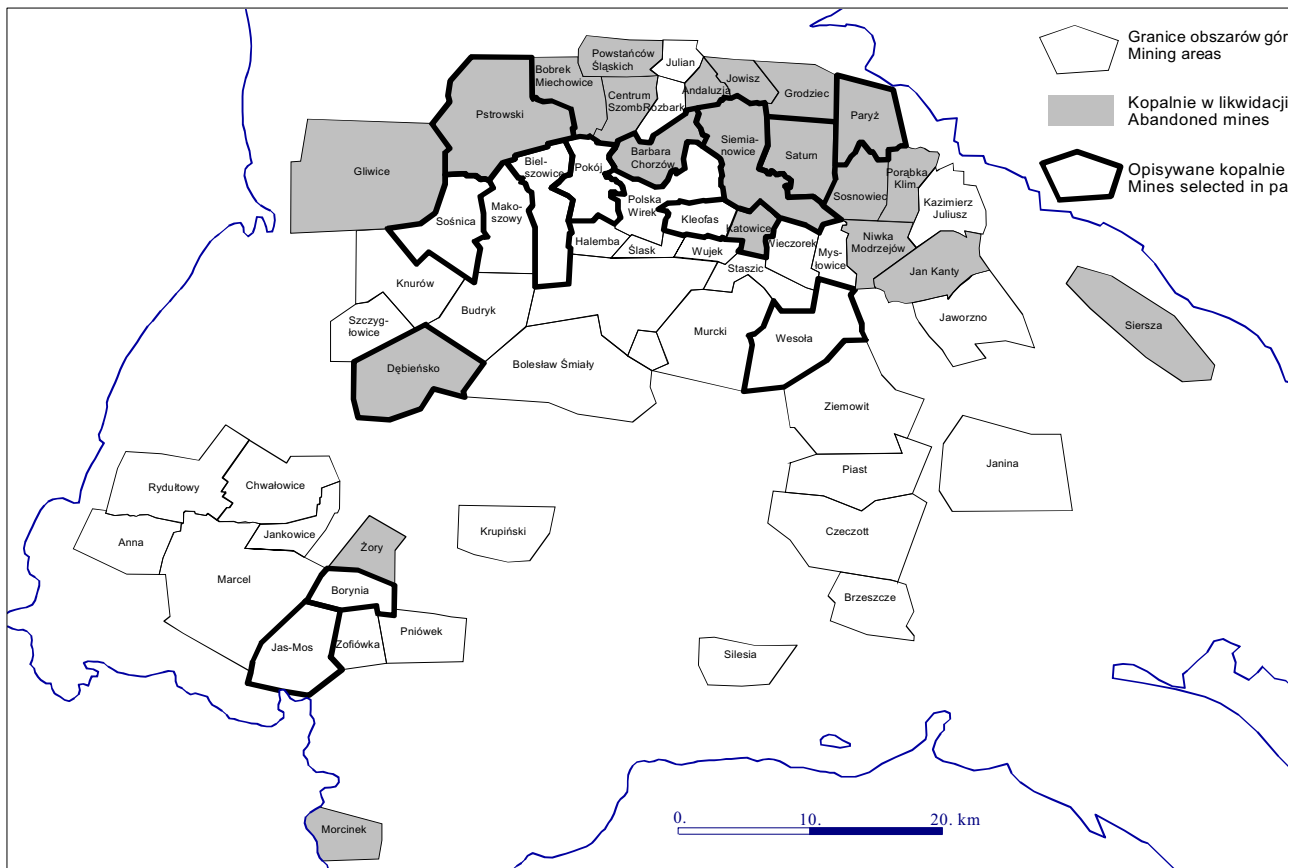 Granice obszarów gór
Mining areas
Kopalnie w likwidacji
Abandoned mines
Opisywane kopalnie
Mines selected in pa
Powstańców
Śląskich
Julian
Bobrek
Miechowice
Centrum
Szomb.
Rozbark
Andaluzja
Jowisz
Grodziec
Pstrowski
Paryż
Gliwice
Biel-
szowice
Pokój
Barbara
Chorzów
Siemia-
nowice
Saturn
Sosnowiec
Porąbka
Klim.
Kazimierz
Juliusz
Sośnica
Mako-
szowy
Polska
Wirek
Kleofas
Katowice
Wieczorek
Mys-
łowice
Niwka
Modrzejów
Halemba
Śląsk
Wujek
Staszic
Jan Kanty
Knurów
Budryk
Szczyg-
łowice
Murcki
Wesoła
Jaworzno
Siersza
Dębieńsko
Bolesław Śmiały
Ziemowit
Rydułtowy
Chwałowice
Piast
Janina
Anna
Jankowice
Krupiński
Czeczott
Żory
Marcel
Borynia
Brzeszcze
Jas-Mos
Zofiówka
Pniówek
Silesia
Morcinek
0.
10.
20. km